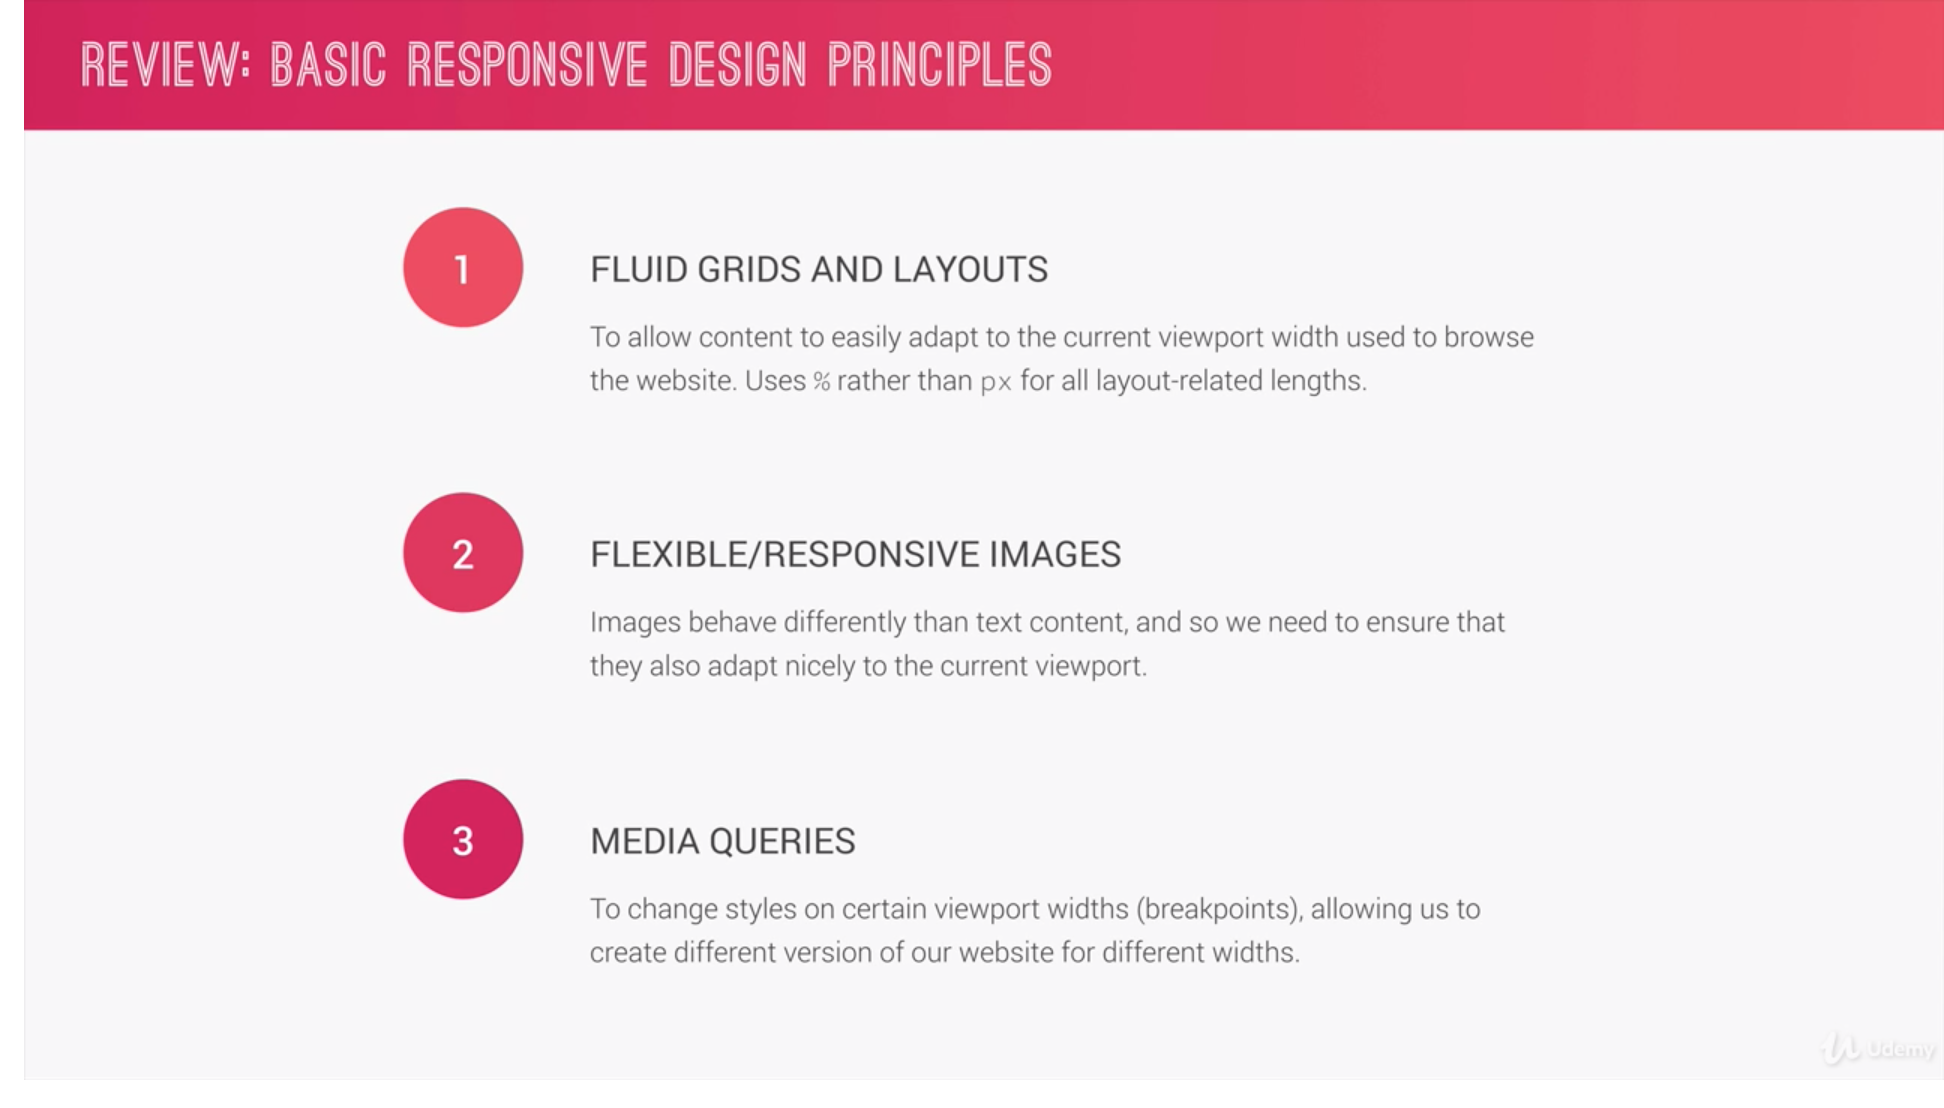 REVIEW: BASIC RESPONSIVE DESIGN PRINCIPLES
1
FLUID GRIDS AND LAYOUTS
To allow content to easily adapt to the current viewport width used to browse
the website. Uses % rather than px for all layout-related lengths.
2
FLEXIBLE/RESPONSIVE IMAGES
Images behave differently than text content, and so we need to ensure that
they also adapt nicely to the current viewport.
3
MEDIA QUERIES
To change styles on certain viewport widths (breakpoints), allowing us to
create different version of our website for different widths.
Udemy